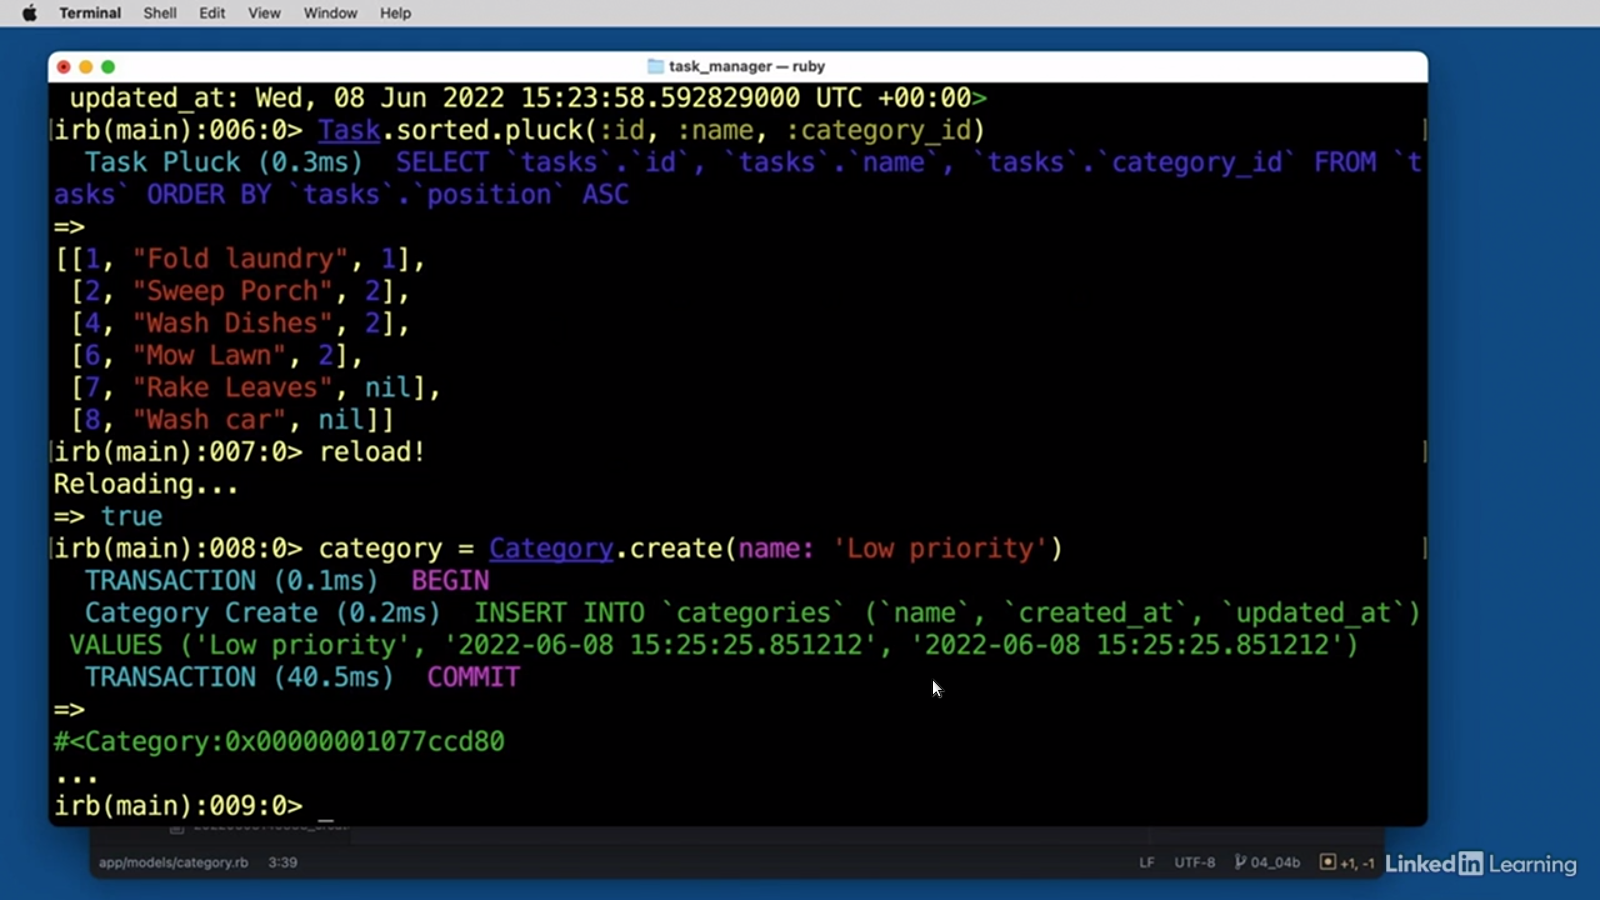 Terminal Shell Edit View Window Help
task_manager — ruby
updated_at: Wed, 08 Jun 2022 15:23:58.592829000 UTC +00:00>
irb(main):006:0> Task.sorted.pluck(:id, :name, :category_id)
Task Pluck (0.3ms) SELECT `tasks`.`id`, `tasks`.`name`, `tasks`.`category_id` FROM `t
asks` ORDER BY `tasks`.`position` ASC
=>
[[1, "Fold laundry", 1],
[2, "Sweep Porch", 2],
[4, "Wash Dishes", 2],
[6, "Mow Lawn", 2],
[7, "Rake Leaves", nil],
[8, "Wash car", nil]]
irb(main):007:0> reload!
Reloading...
=> true
irb(main):008:0> category = Category.create(name: 'Low priority')
TRANSACTION (0.1ms) BEGIN
Category Create (0.2ms) INSERT INTO `categories` (`name`, `created_at`, `updated_at`)
VALUES ('Low priority', '2022-06-08 15:25:25.851212', '2022-06-08 15:25:25.851212')
TRANSACTION (40.5ms) COMMIT
=>
#<Category:0x00000001077ccd80
...
irb(main):009:0> _
app/models/category.rb 3:39 LF UTF-8 04_04b +1, -1
LinkedIn Learning